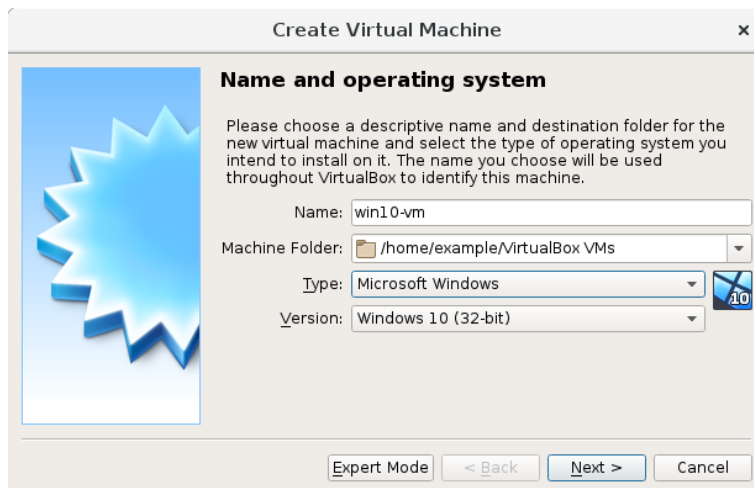 Create Virtual Machine ×
Name and operating system
Please choose a descriptive name and destination folder for the
new virtual machine and select the type of operating system you
intend to install on it. The name you choose will be used
throughout VirtualBox to identify this machine.
Name: win10-vm
Machine Folder: /home/example/VirtualBox VMs
Type: Microsoft Windows
10
Version: Windows 10 (32-bit)
Expert Mode < Back Next > Cancel